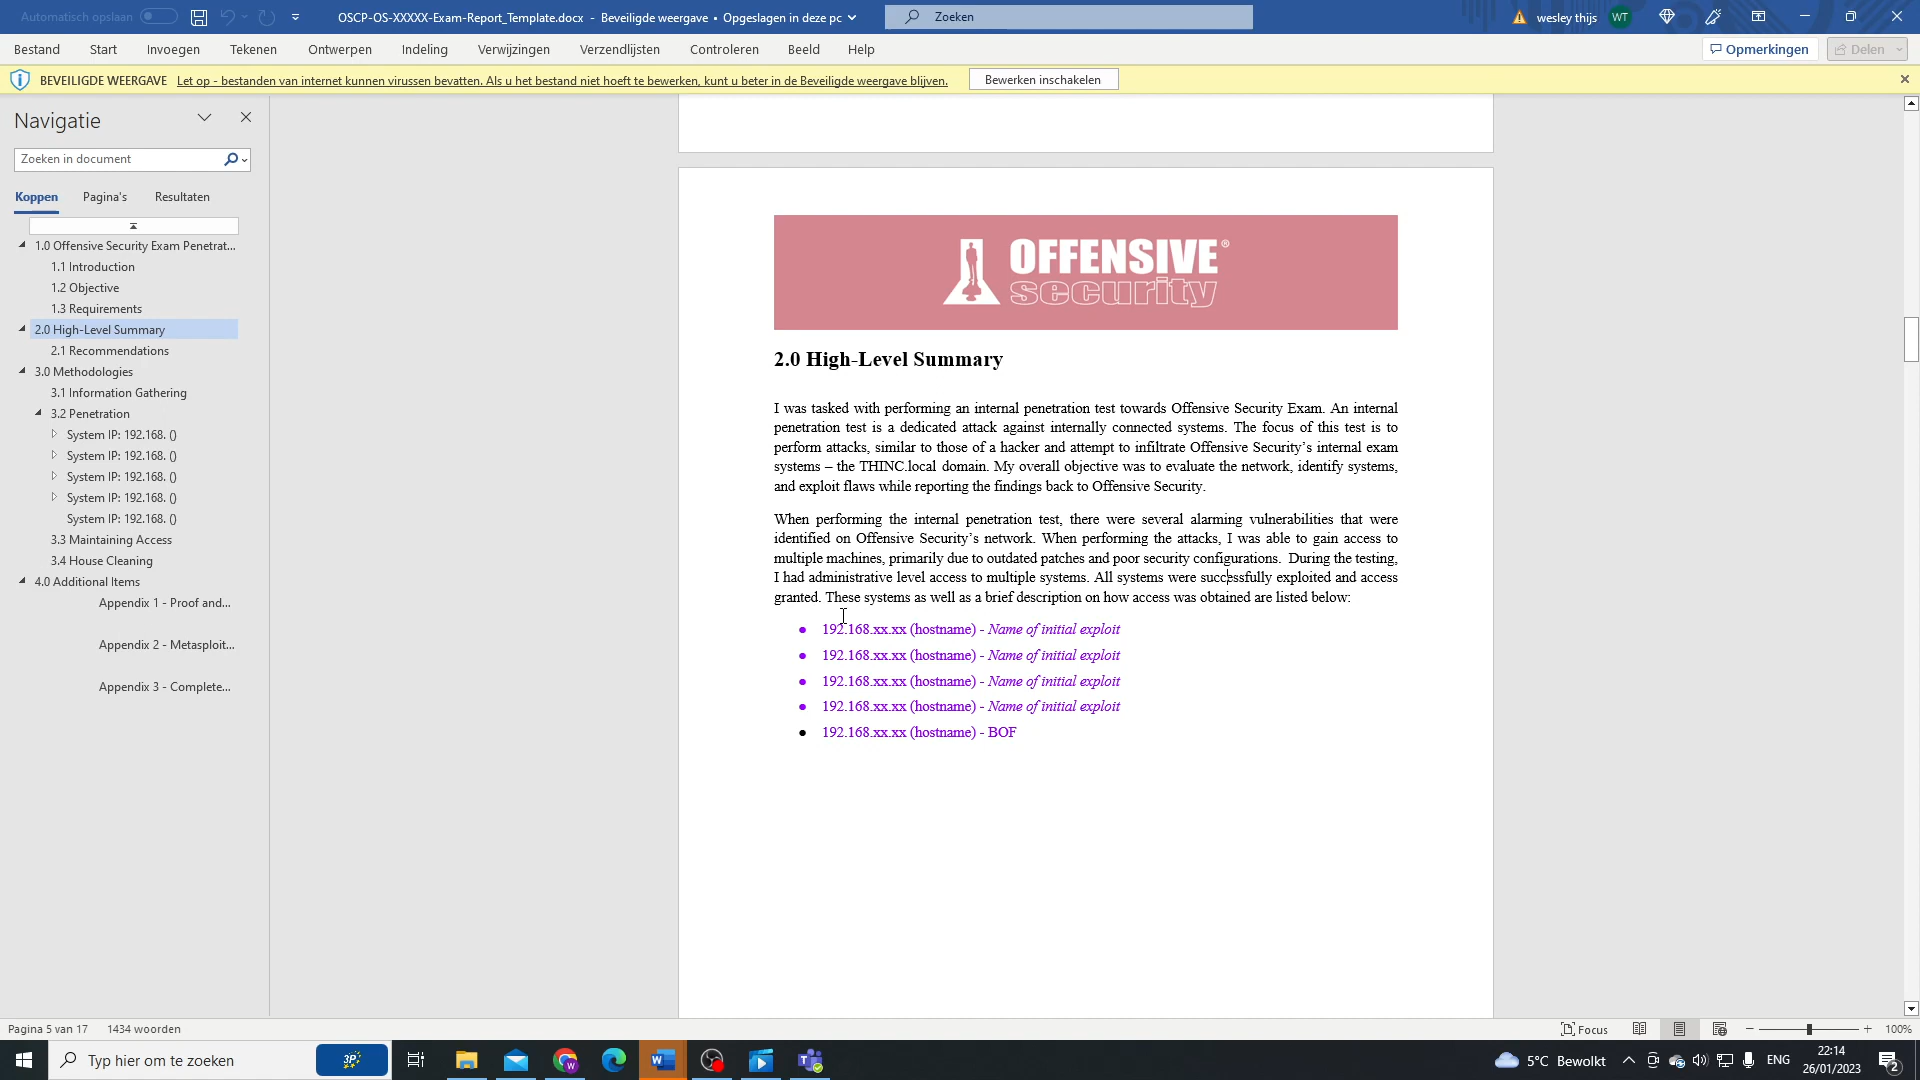 Automatisch opslaan
OSCP-OS-XXXXX-Exam-Report_Template.docx - Beveiligde weergave • Opgeslagen in deze pc
Zoeken
wesley thijs WT
Bestand Start Invoegen Tekenen Ontwerpen Indeling Verwijzingen Verzendlijsten Controleren Beeld Help
Opmerkingen Delen
BEVEILIGDE WEERGAVE Let op - bestanden van internet kunnen virussen bevatten. Als u het bestand niet hoeft te bewerken, kunt u beter in de Beveiligde weergave blijven. Bewerken inschakelen
Navigatie
Zoeken in document
Koppen Pagina's Resultaten
1.0 Offensive Security Exam Penetrat...
1.1 Introduction
1.2 Objective
1.3 Requirements
2.0 High-Level Summary
2.1 Recommendations
3.0 Methodologies
3.1 Information Gathering
3.2 Penetration
System IP: 192.168. ()
System IP: 192.168. ()
System IP: 192.168. ()
System IP: 192.168. ()
System IP: 192.168. ()
3.3 Maintaining Access
3.4 House Cleaning
4.0 Additional Items
Appendix 1 - Proof and...
Appendix 2 - Metasploit...
Appendix 3 - Complete...
OFFENSIVE®
security
2.0 High-Level Summary
I was tasked with performing an internal penetration test towards Offensive Security Exam. An internal
penetration test is a dedicated attack against internally connected systems. The focus of this test is to
perform attacks, similar to those of a hacker and attempt to infiltrate Offensive Security’s internal exam
systems – the THINC.local domain. My overall objective was to evaluate the network, identify systems,
and exploit flaws while reporting the findings back to Offensive Security.
When performing the internal penetration test, there were several alarming vulnerabilities that were
identified on Offensive Security’s network. When performing the attacks, I was able to gain access to
multiple machines, primarily due to outdated patches and poor security configurations. During the testing,
I had administrative level access to multiple systems. All systems were successfully exploited and access
granted. These systems as well as a brief description on how access was obtained are listed below:
• 192.168.xx.xx (hostname) - Name of initial exploit
• 192.168.xx.xx (hostname) - Name of initial exploit
• 192.168.xx.xx (hostname) - Name of initial exploit
• 192.168.xx.xx (hostname) - Name of initial exploit
• 192.168.xx.xx (hostname) - BOF
Pagina 5 van 17 1434 woorden
Focus
100%
Typ hier om te zoeken
5°C Bewolkt
ENG
22:14
26/01/2023
2